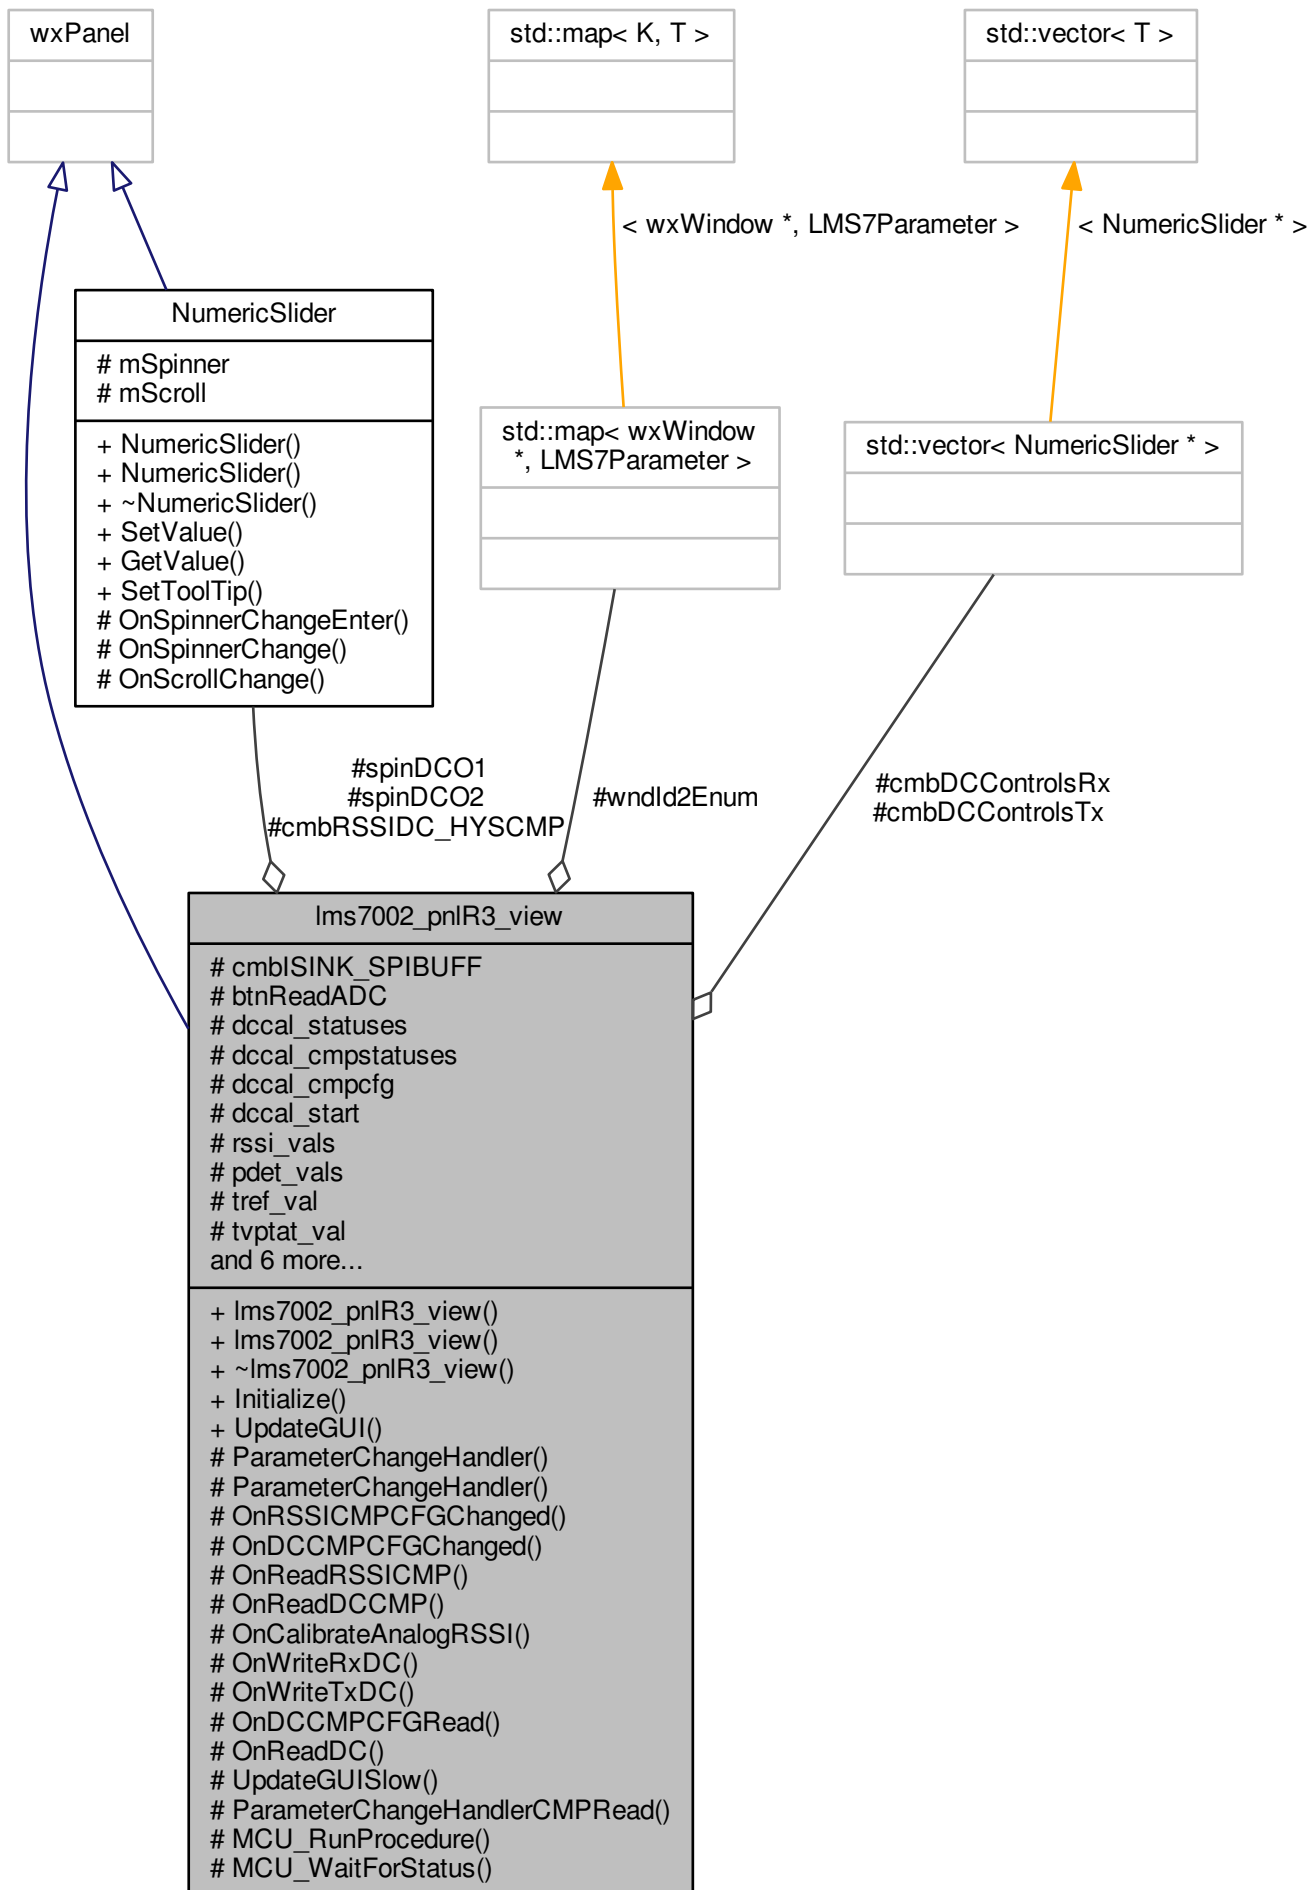 wxPanel
std::map< K, T >
std::vector< T >
< wxWindow *, LMS7Parameter >
< NumericSlider * >
NumericSlider
# mSpinner
# mScroll
+ NumericSlider()
+ NumericSlider()
+ ~NumericSlider()
+ SetValue()
+ GetValue()
+ SetToolTip()
# OnSpinnerChangeEnter()
# OnSpinnerChange()
# OnScrollChange()
std::map< wxWindow
*, LMS7Parameter >
std::vector< NumericSlider * >
#spinDCO1
#spinDCO2
#cmbRSSIDC_HYSCMP
#wndId2Enum
#cmbDCControlsRx
#cmbDCControlsTx
lms7002_pnlR3_view
# cmbISINK_SPIBUFF
# btnReadADC
# dccal_statuses
# dccal_cmpstatuses
# dccal_cmpcfg
# dccal_start
# rssi_vals
# pdet_vals
# tref_val
# tvptat_val
and 6 more...
+ lms7002_pnlR3_view()
+ lms7002_pnlR3_view()
+ ~lms7002_pnlR3_view()
+ Initialize()
+ UpdateGUI()
# ParameterChangeHandler()
# ParameterChangeHandler()
# OnRSSICMPCFGChanged()
# OnDCCMPCFGChanged()
# OnReadRSSICMP()
# OnReadDCCMP()
# OnCalibrateAnalogRSSI()
# OnWriteRxDC()
# OnWriteTxDC()
# OnDCCMPCFGRead()
# OnReadDC()
# UpdateGUISlow()
# ParameterChangeHandlerCMPRead()
# MCU_RunProcedure()
# MCU_WaitForStatus()